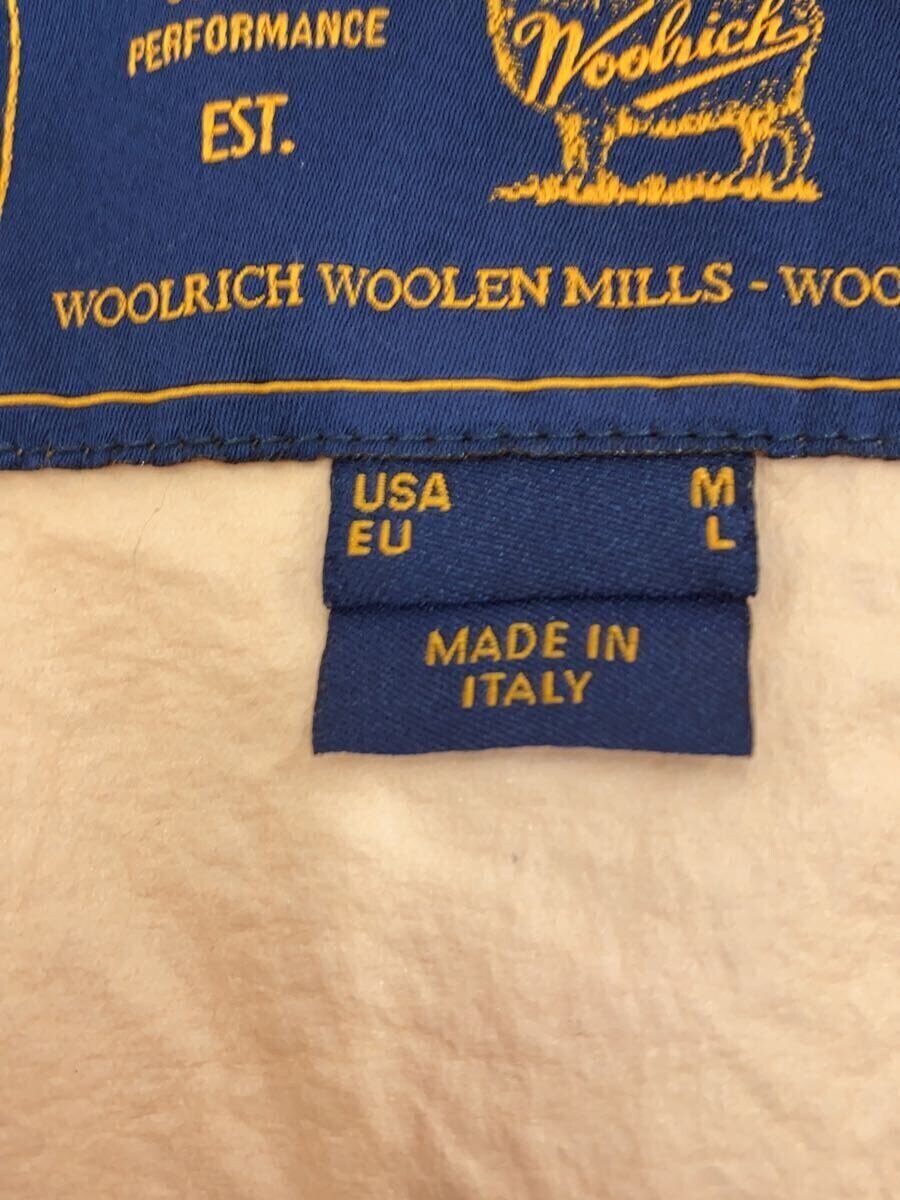 PERFORMANCE
EST.
Woolrich
WOOLRICH WOOLEN MILLS - WOO
USA M
EU L
MADE IN
ITALY